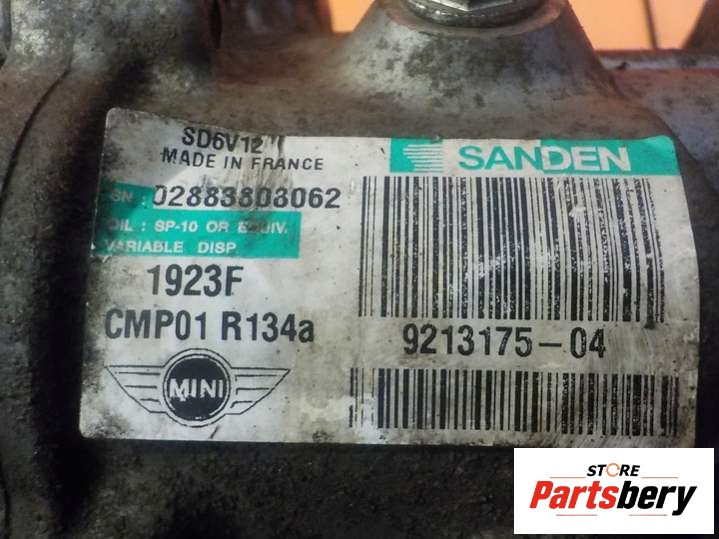 SD6V12
MADE IN FRANCE
SANDEN
SN : 02883803062
OIL : SP-10 OR EQUIV.
VARIABLE DISP.
1923F
CMP01 R134a
9213175-04
MINI
STORE
Partsbery